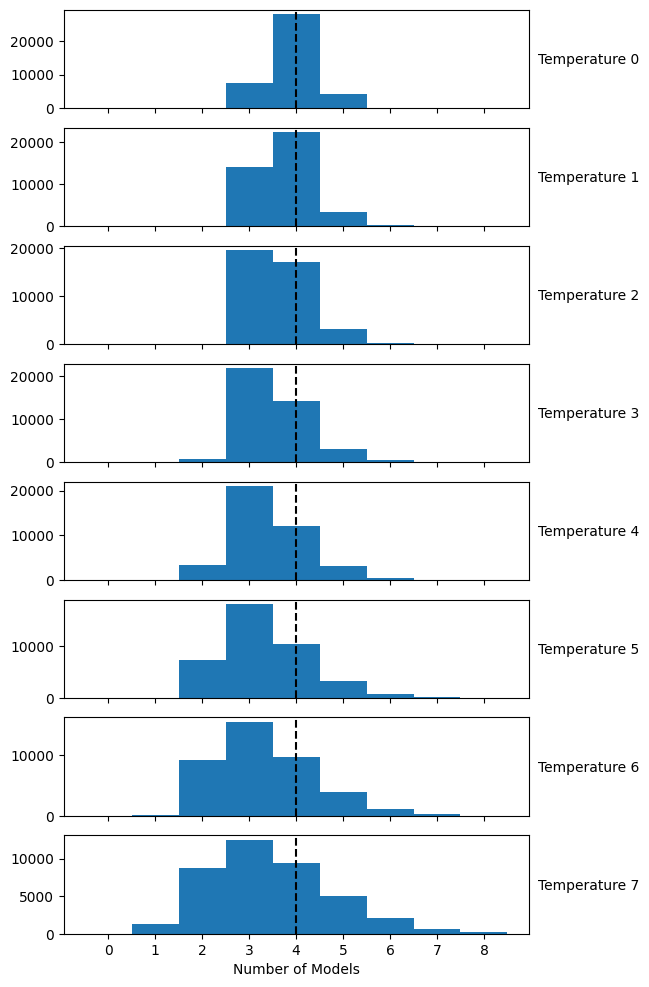 20000
10000
0
Temperature 0
20000
10000
0
Temperature 1
20000
10000
0
Temperature 2
20000
10000
0
Temperature 3
20000
10000
0
Temperature 4
10000
0
Temperature 5
10000
0
Temperature 6
10000
5000
0
Temperature 7
0 1 2 3 4 5 6 7 8
Number of Models